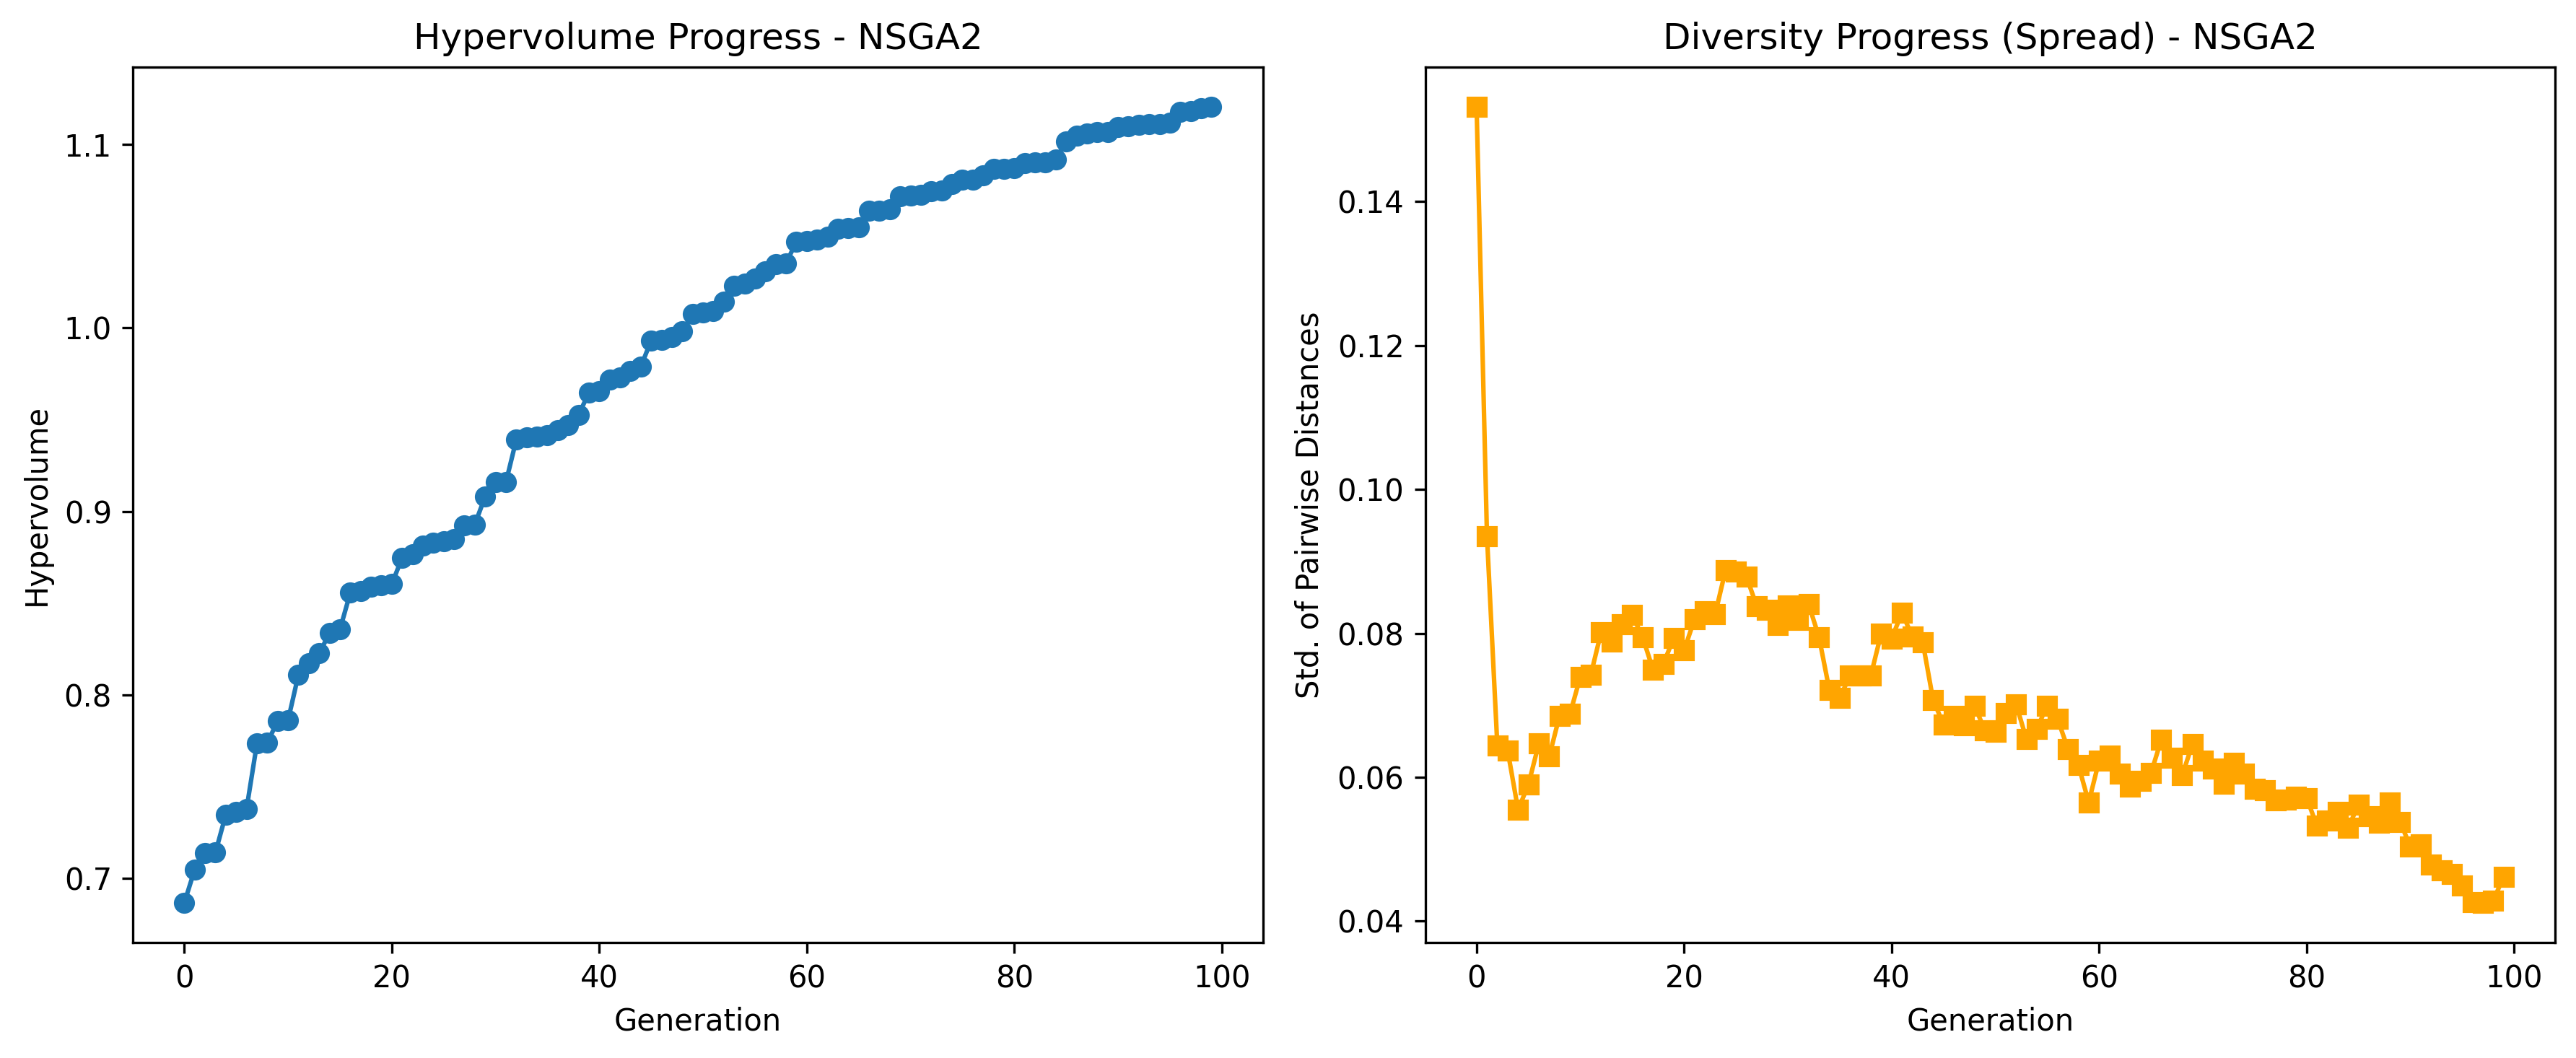 Hypervolume Progress - NSGA2
Hypervolume
1.1
1.0
0.9
0.8
0.7
0 20 40 60 80 100
Generation
Diversity Progress (Spread) - NSGA2
Std. of Pairwise Distances
0.14
0.12
0.10
0.08
0.06
0.04
0 20 40 60 80 100
Generation